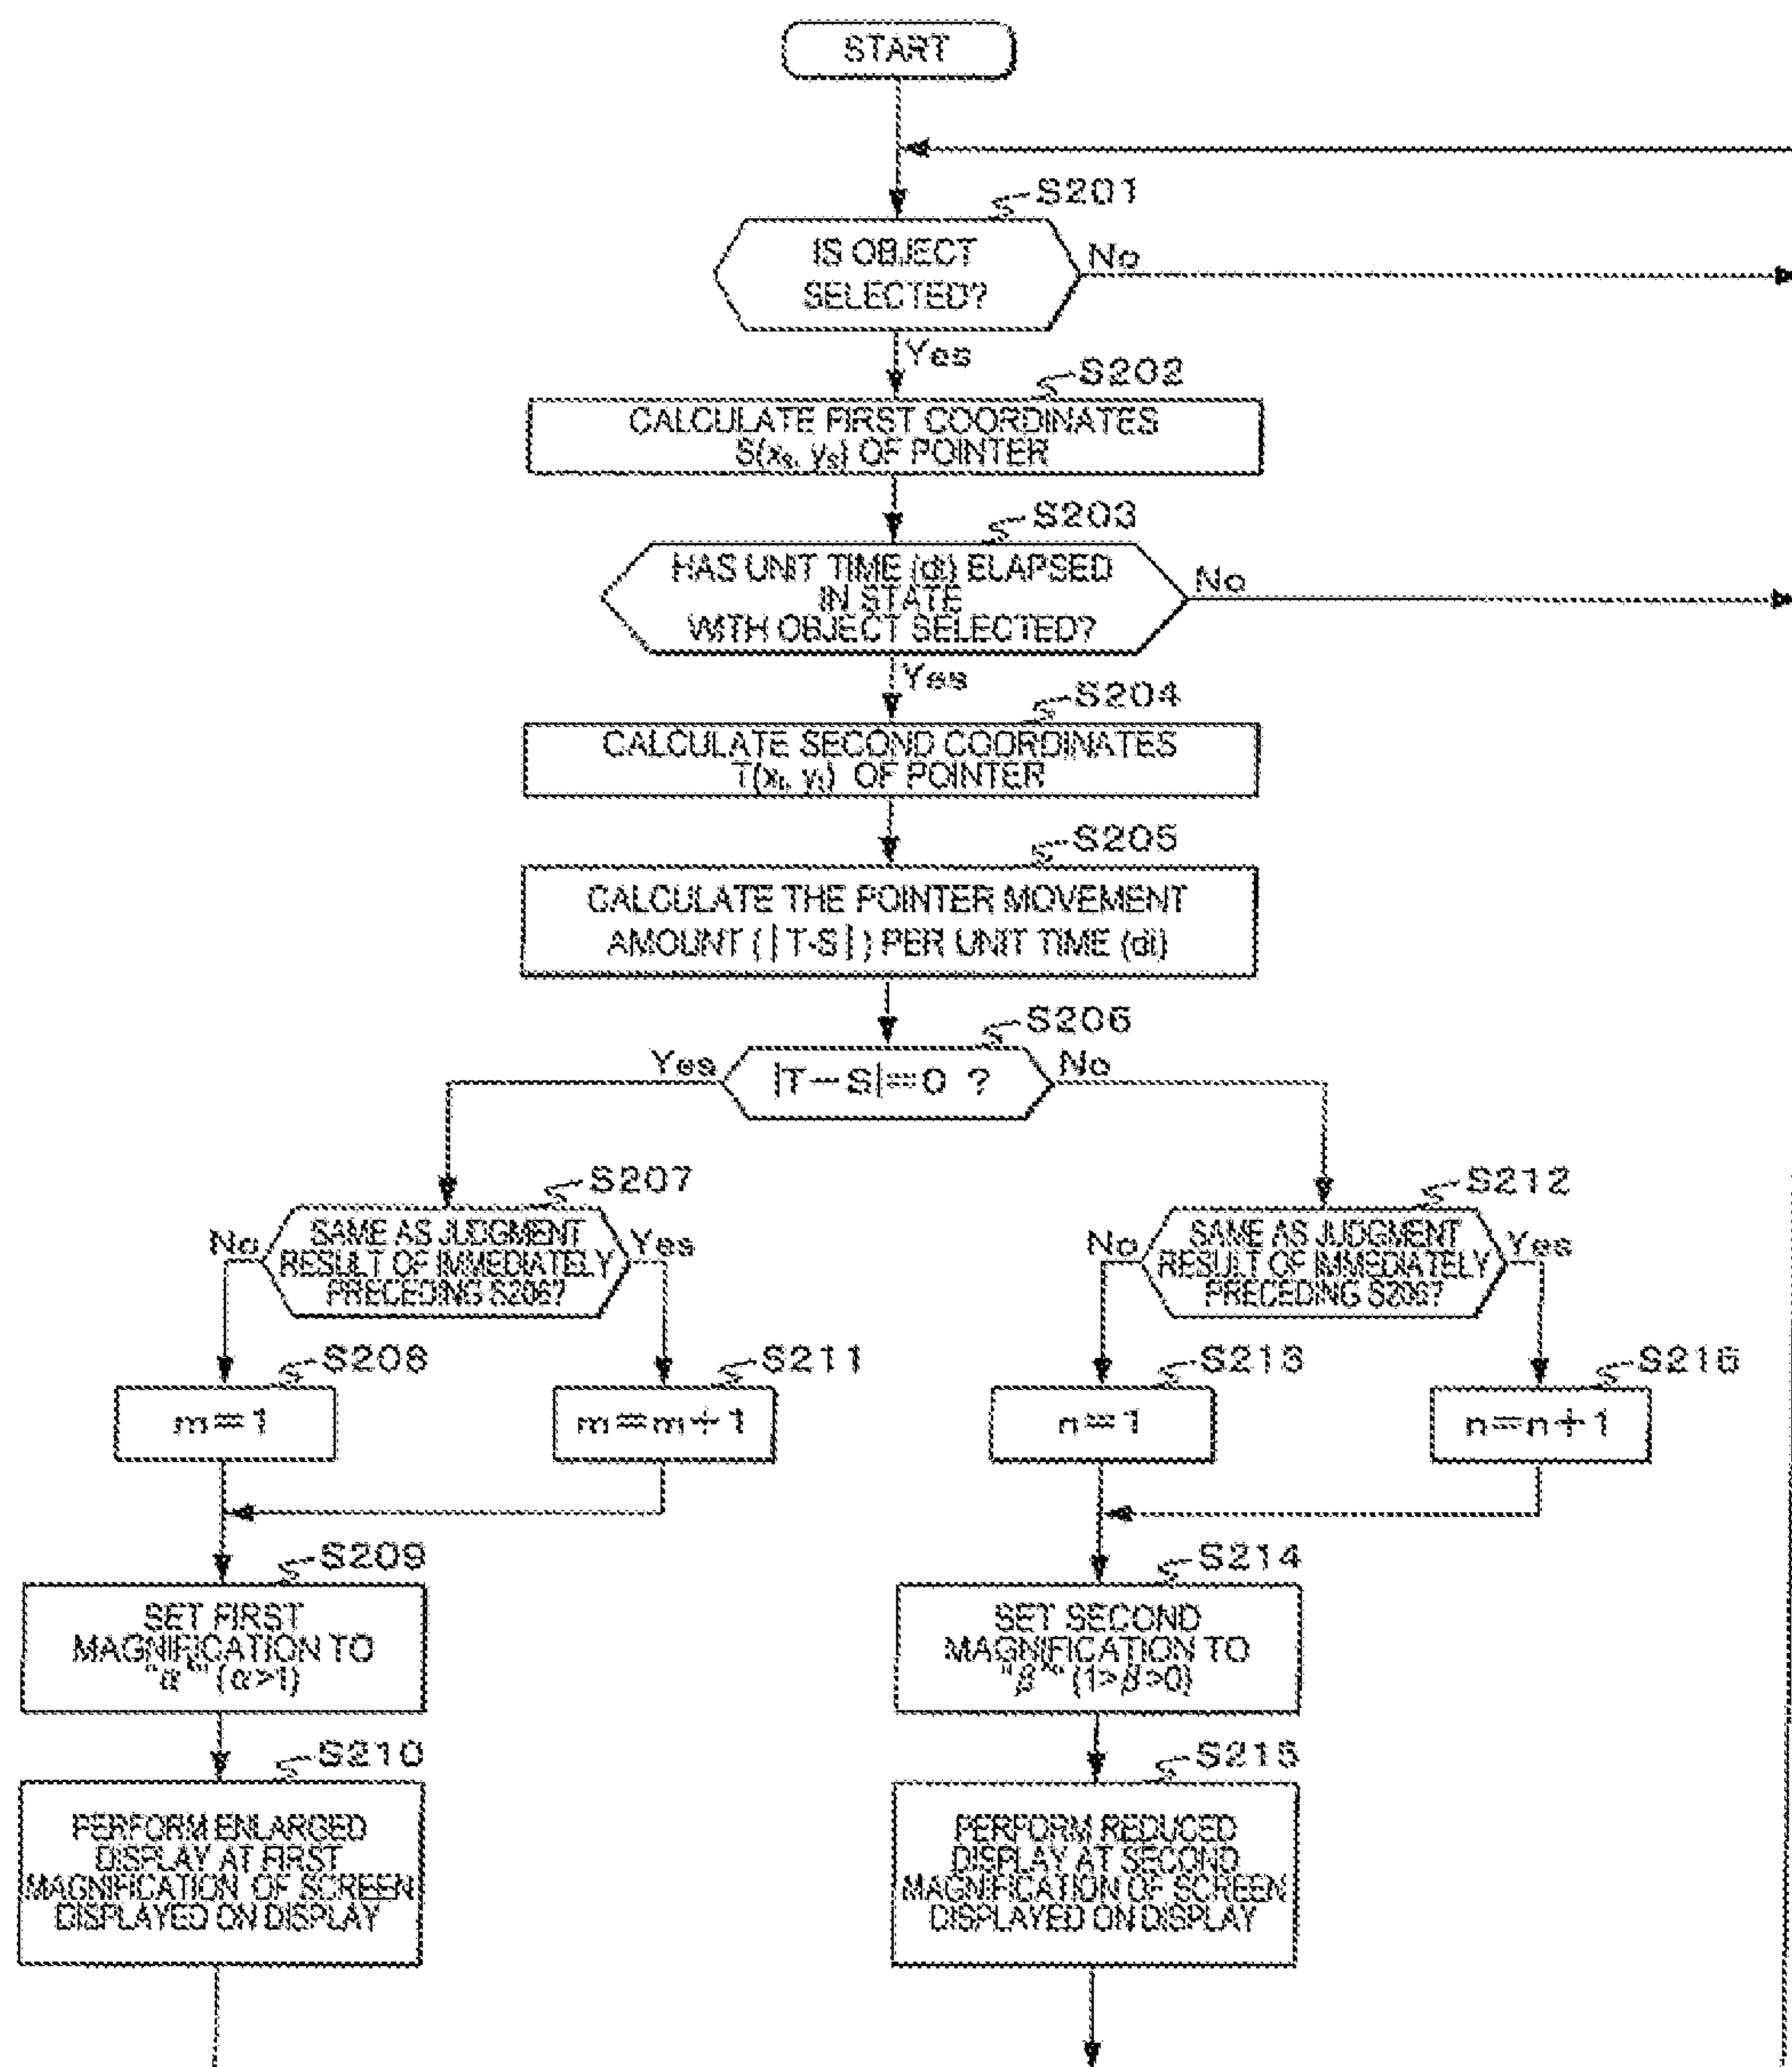 START
S201
IS OBJECT
SELECTED?
No
Yes
S202
CALCULATE FIRST COORDINATES
S(xs, ys) OF POINTER
S203
HAS UNIT TIME (dt) ELAPSED
IN STATE
WITH OBJECT SELECTED?
No
Yes
S204
CALCULATE SECOND COORDINATES
T(xt, yt) OF POINTER
S205
CALCULATE THE POINTER MOVEMENT
AMOUNT (|T-S|) PER UNIT TIME (dt)
S206
Yes
|T-S|=0 ?
No
S207
No
SAME AS JUDGMENT
RESULT OF IMMEDIATELY
PRECEDING S206?
Yes
S212
No
SAME AS JUDGMENT
RESULT OF IMMEDIATELY
PRECEDING S206?
Yes
S208
m=1
S211
m=m+1
S213
n=1
S216
n=n+1
S209
SET FIRST
MAGNIFICATION TO
(α>1)
S214
SET SECOND
MAGNIFICATION TO
(1>β>0)
S210
PERFORM ENLARGED
DISPLAY AT FIRST
MAGNIFICATION OF SCREEN
DISPLAYED ON DISPLAY
S215
PERFORM REDUCED
DISPLAY AT SECOND
MAGNIFICATION OF SCREEN
DISPLAYED ON DISPLAY